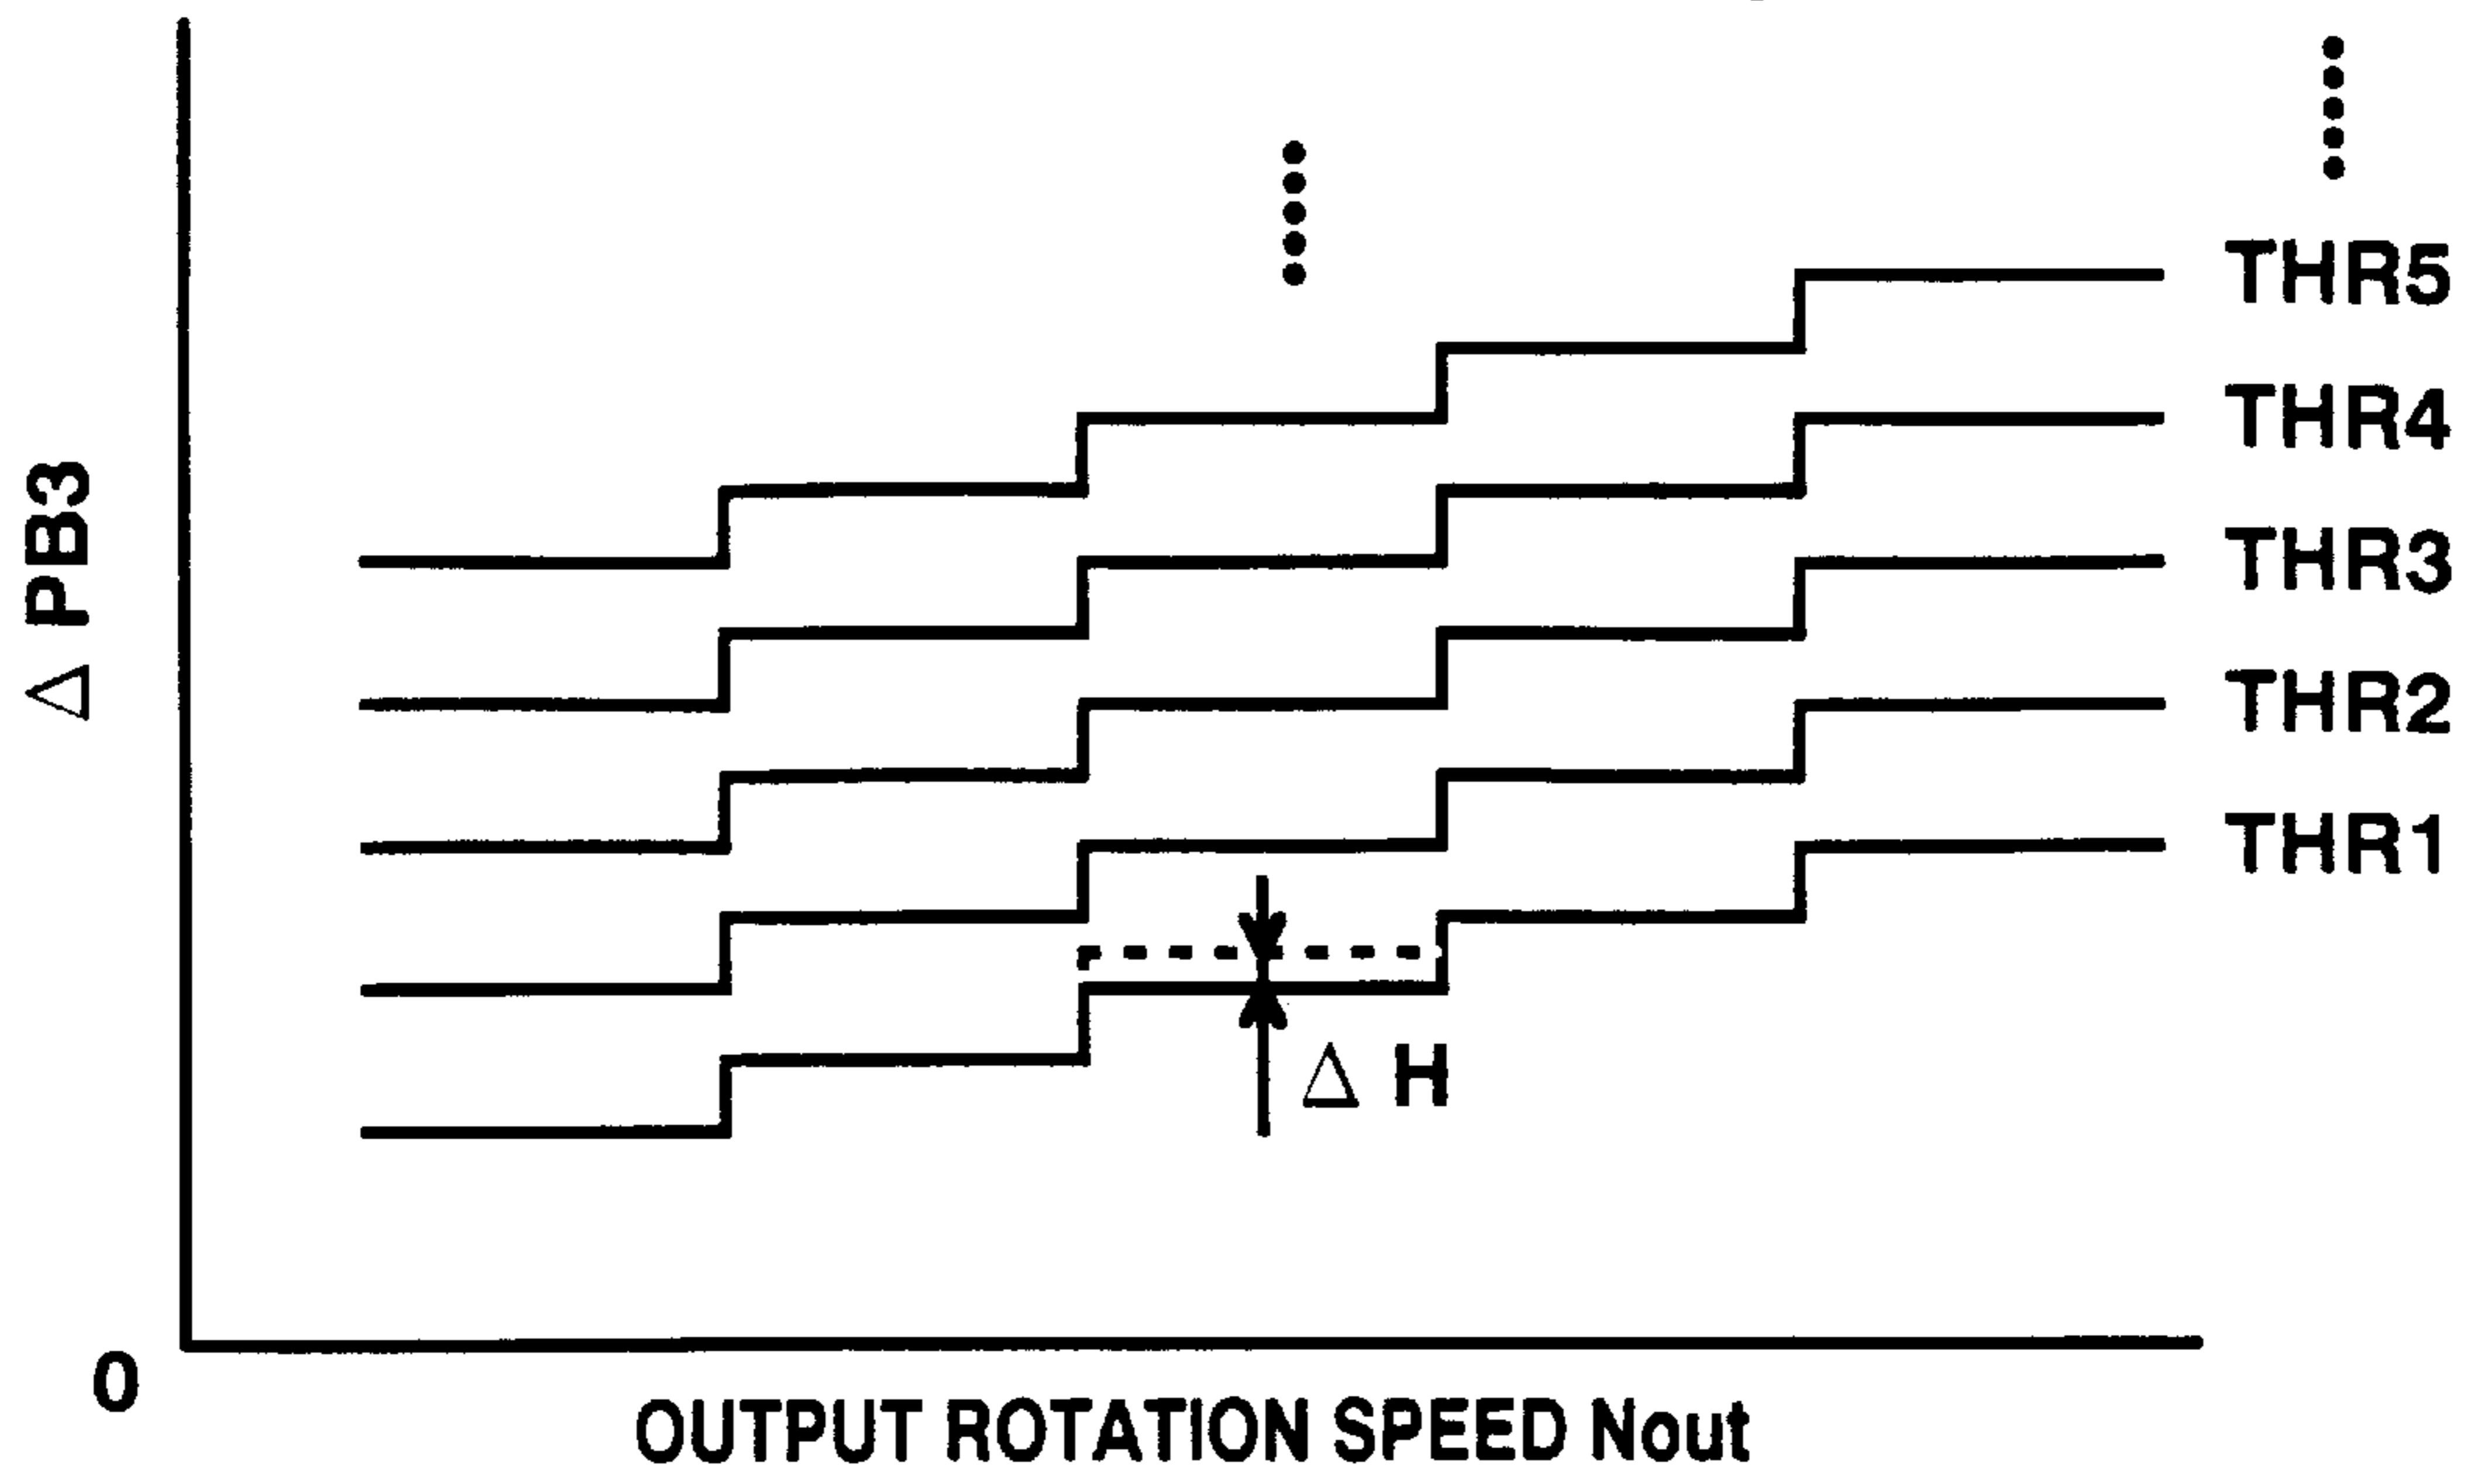 THR5
THR4
THR3
THR2
THR1
△ PB3
△ H
0
OUTPUT ROTATION SPEED Nout